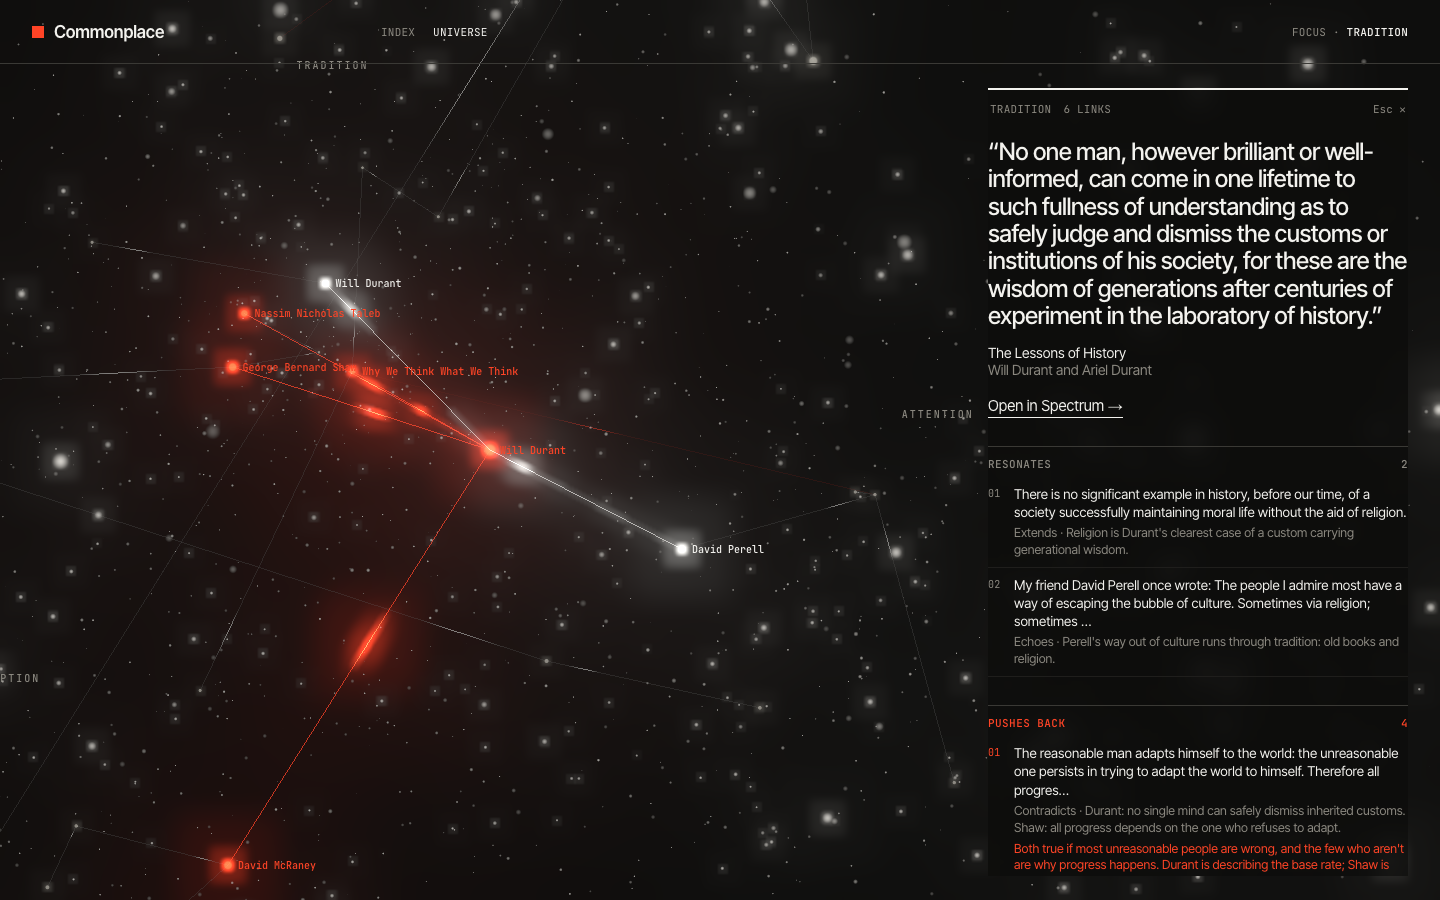 Commonplace
INDEX UNIVERSE
FOCUS · TRADITION
TRADITION
TRADITION 6 LINKS
Esc ×
“No one man, however brilliant or well-
informed, can come in one lifetime to
such fullness of understanding as to
safely judge and dismiss the customs or
institutions of his society, for these are the
wisdom of generations after centuries of
experiment in the laboratory of history.”
The Lessons of History
Will Durant and Ariel Durant
Open in Spectrum →
RESONATES 2
01 There is no significant example in history, before our time, of a
society successfully maintaining moral life without the aid of religion.
Extends · Religion is Durant's clearest case of a custom carrying
generational wisdom.
02 My friend David Perell once wrote: The people I admire most have a
way of escaping the bubble of culture. Sometimes via religion;
sometimes ...
Echoes · Perell's way out of culture runs through tradition: old books and
religion.
PUSHES BACK 4
01 The reasonable man adapts himself to the world: the unreasonable
one persists in trying to adapt the world to himself. Therefore all
progres...
Contradicts · Durant: no single mind can safely dismiss inherited customs.
Shaw: all progress depends on the one who refuses to adapt.
Both true if most unreasonable people are wrong, and the few who aren't
are why progress happens. Durant is describing the base rate; Shaw is
Will Durant
Nassim Nicholas Taleb
George Bernard Shaw
Why We Think What We Think
ATTENTION
Will Durant
David Perell
PTION
David McRaney